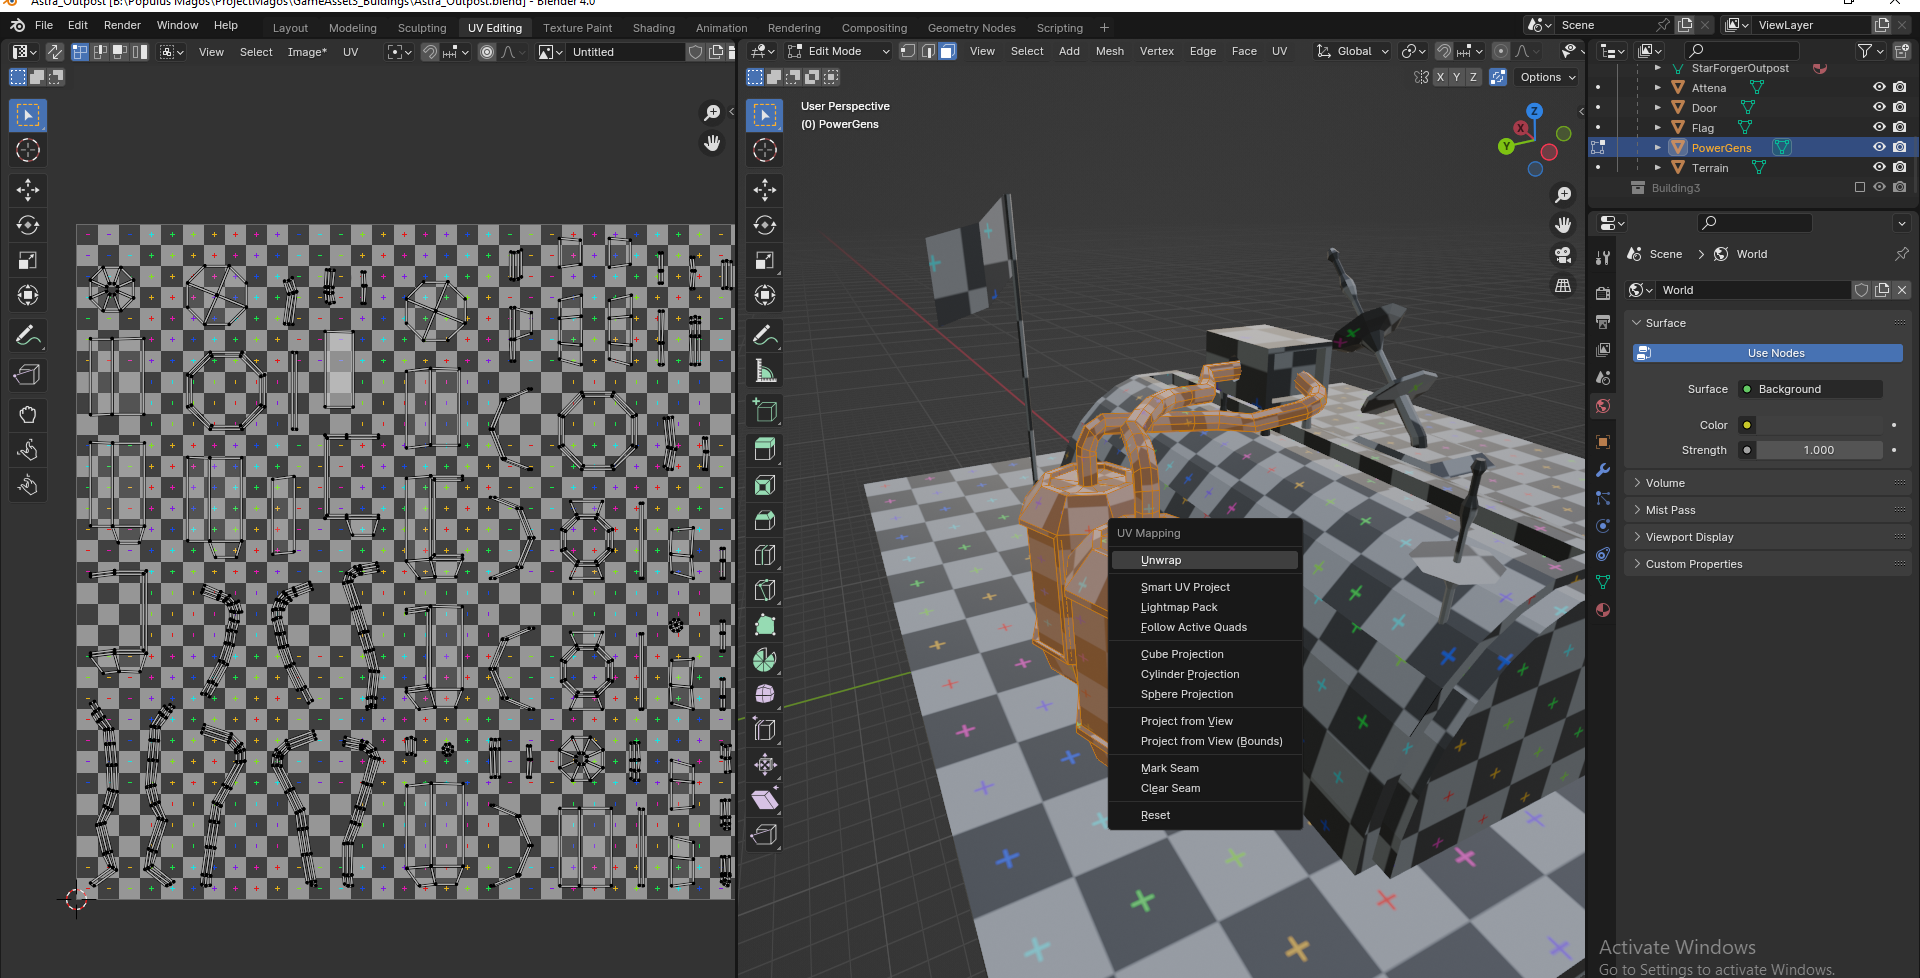 Astra_Outpost [B:\Populus Magos\ProjectMagos\GameAssets_Buildings\Astra_Outpost.blend] - Blender 4.0
File Edit Render Window Help Layout Modeling Sculpting UV Editing Texture Paint Shading Animation Rendering Compositing Geometry Nodes Scripting + Scene ViewLayer
View Select Image* UV Untitled
Edit Mode View Select Add Mesh Vertex Edge Face UV Global
X Y Z Options
User Perspective
(0) PowerGens
Z
X
Y
StarForgerOutpost
Attena
Door
Flag
PowerGens
Terrain
Building3
Scene > World
World
Surface
Use Nodes
Surface Background
Color
Strength 1.000
Volume
Mist Pass
Viewport Display
Custom Properties
UV Mapping
Unwrap
Smart UV Project
Lightmap Pack
Follow Active Quads
Cube Projection
Cylinder Projection
Sphere Projection
Project from View
Project from View (Bounds)
Mark Seam
Clear Seam
Reset
Activate Windows
Go to Settings to activate Windows.